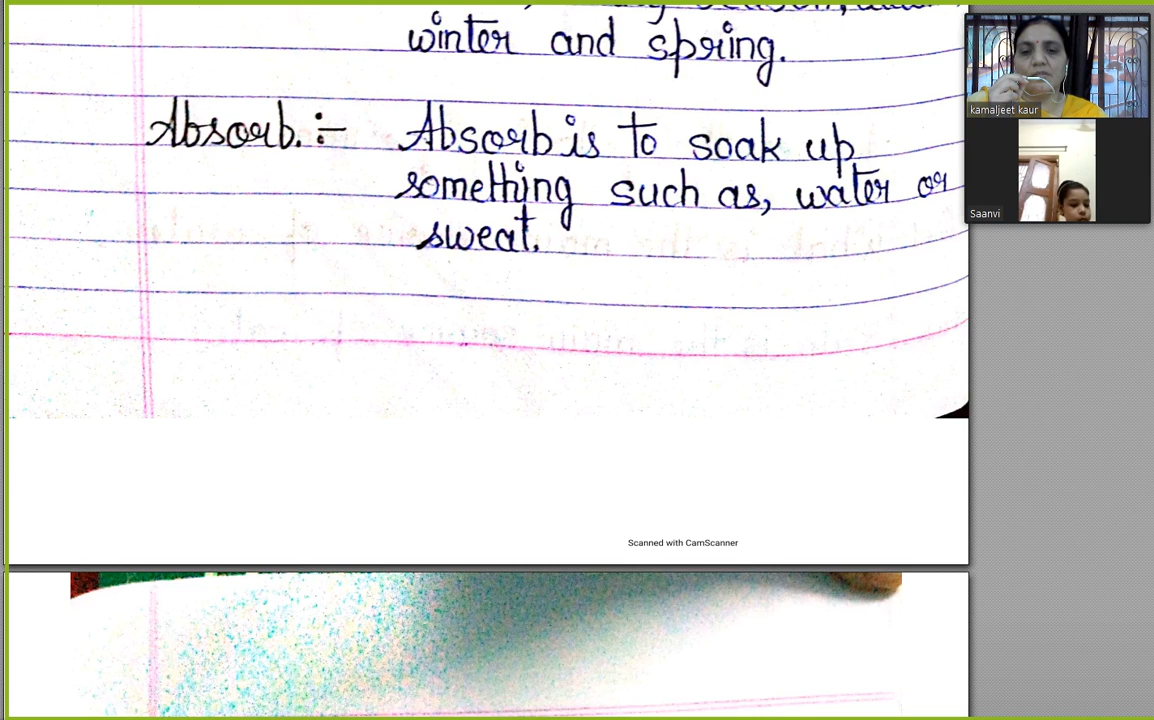 winter and spring.
Absorb. :- Absorb is to soak up
something such as, water or
sweat.
Scanned with CamScanner
kamaljeet kaur
Saanvi